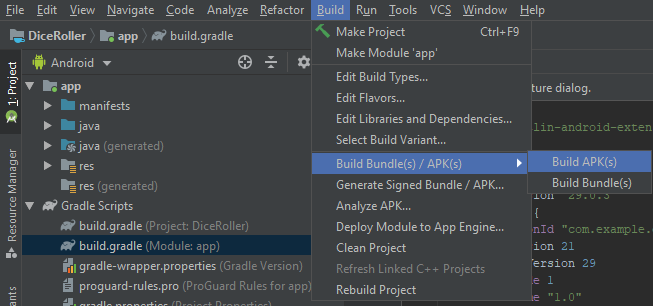 File Edit View Navigate Code Analyze Refactor Build Run Tools VCS Window Help
DiceRoller app build.gradle
Android
1: Project
Resource Manager
app
manifests
java
java (generated)
res
res (generated)
Gradle Scripts
build.gradle (Project: DiceRoller)
build.gradle (Module: app)
gradle-wrapper.properties (Gradle Version)
proguard-rules.pro (ProGuard Rules for app)
gradle.properties (Project Properties)
Make Project Ctrl+F9
Make Module 'app'
Edit Build Types...
Edit Flavors...
Edit Libraries and Dependencies...
Select Build Variant...
Build Bundle(s) / APK(s)
Generate Signed Bundle / APK...
Analyze APK...
Deploy Module to App Engine...
Clean Project
Refresh Linked C++ Projects
Rebuild Project
Build APK(s)
Build Bundle(s)
ture dialog.
lin-android-exten
29.0.3
{
onId "com.example.
ion 21
Version 29
e 1
e "1.0"